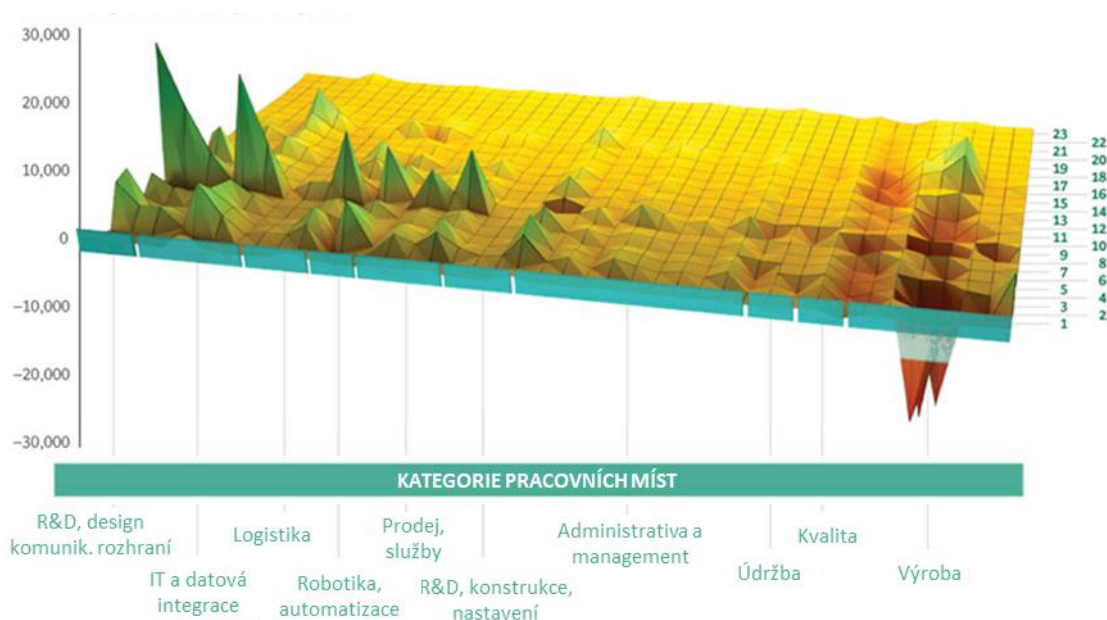 30,000
20,000
10,000
0
–10,000
–20,000
–30,000
23
22
21
20
19
18
17
16
15
14
13
12
11
10
9
8
7
6
5
4
3
2
1
KATEGORIE PRACOVNÍCH MÍST
R&D, design
komunik. rozhraní
IT a datová
integrace
Logistika
Robotika,
automatizace
Prodej,
služby
R&D, konstrukce,
nastavení
Administrativa a
management
Údržba
Kvalita
Výroba